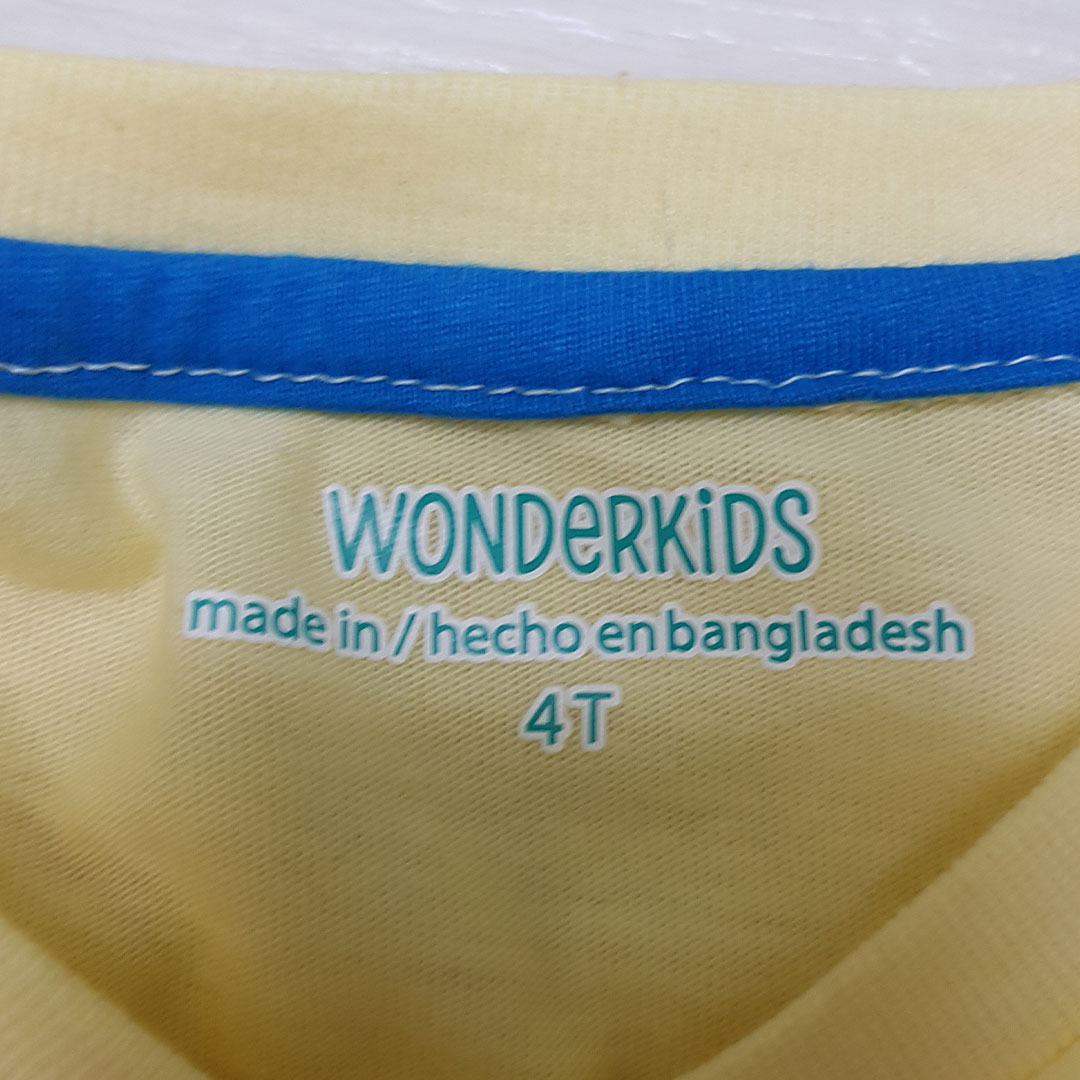 WONDeRKiDS
made in / hecho en bangladesh
4T